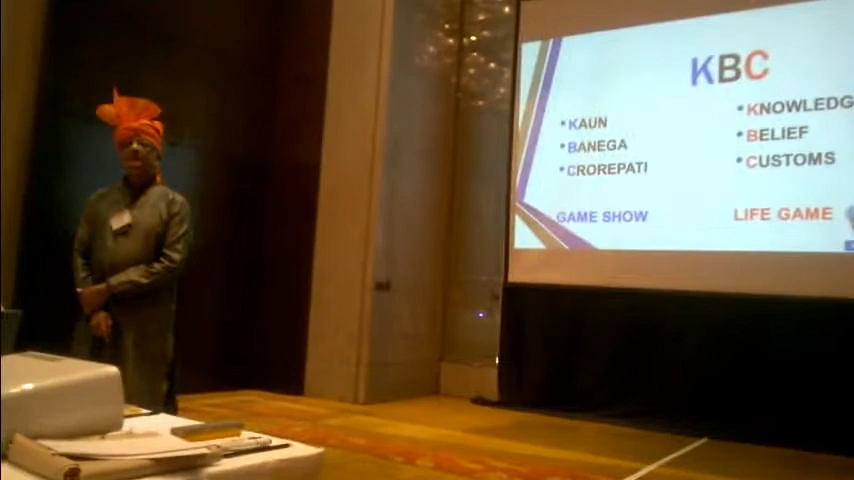 KBC
• KAUN
• BANEGA
• CROREPATI
GAME SHOW
• KNOWLEDG
• BELIEF
• CUSTOMS
LIFE GAME